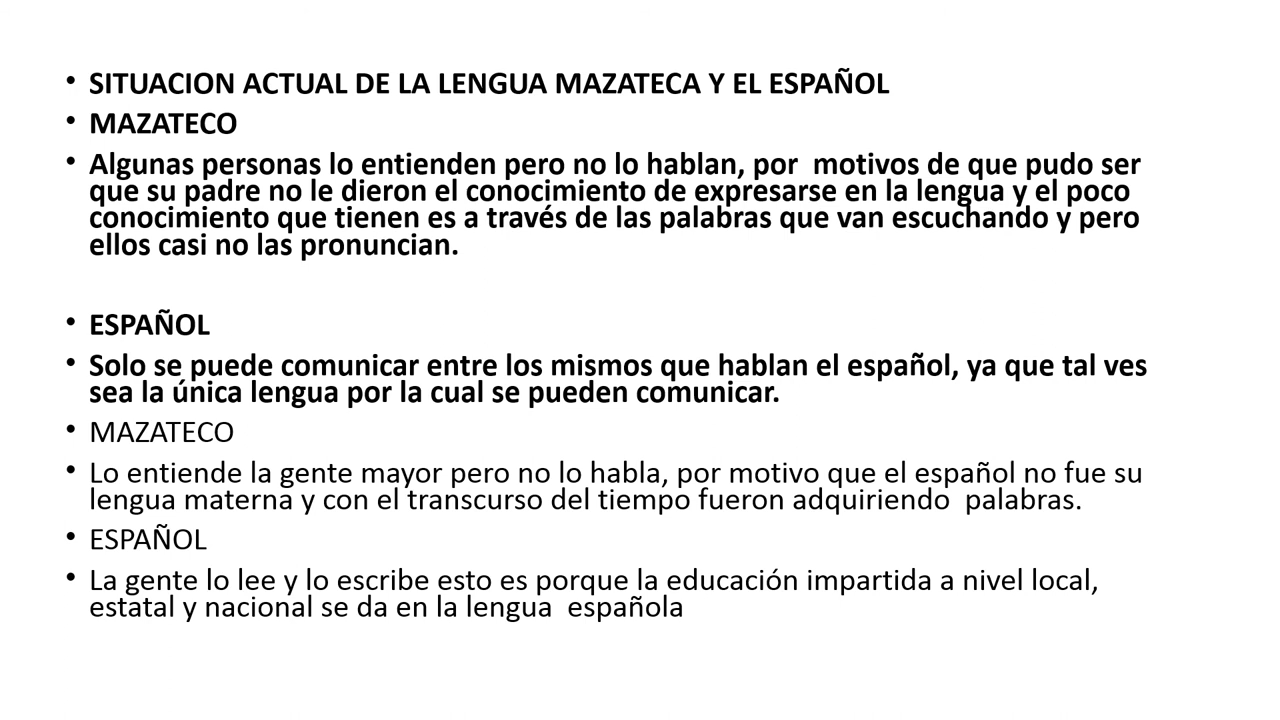 • SITUACION ACTUAL DE LA LENGUA MAZATECA Y EL ESPAÑOL
• MAZATECO
• Algunas personas lo entienden pero no lo hablan, por  motivos de que pudo ser
que su padre no le dieron el conocimiento de expresarse en la lengua y el poco
conocimiento que tienen es a través de las palabras que van escuchando y pero
ellos casi no las pronuncian.
• ESPAÑOL
• Solo se puede comunicar entre los mismos que hablan el español, ya que tal ves
sea la única lengua por la cual se pueden comunicar.
• MAZATECO
• Lo entiende la gente mayor pero no lo habla, por motivo que el español no fue su
lengua materna y con el transcurso del tiempo fueron adquiriendo  palabras.
• ESPAÑOL
• La gente lo lee y lo escribe esto es porque la educación impartida a nivel local,
estatal y nacional se da en la lengua  española